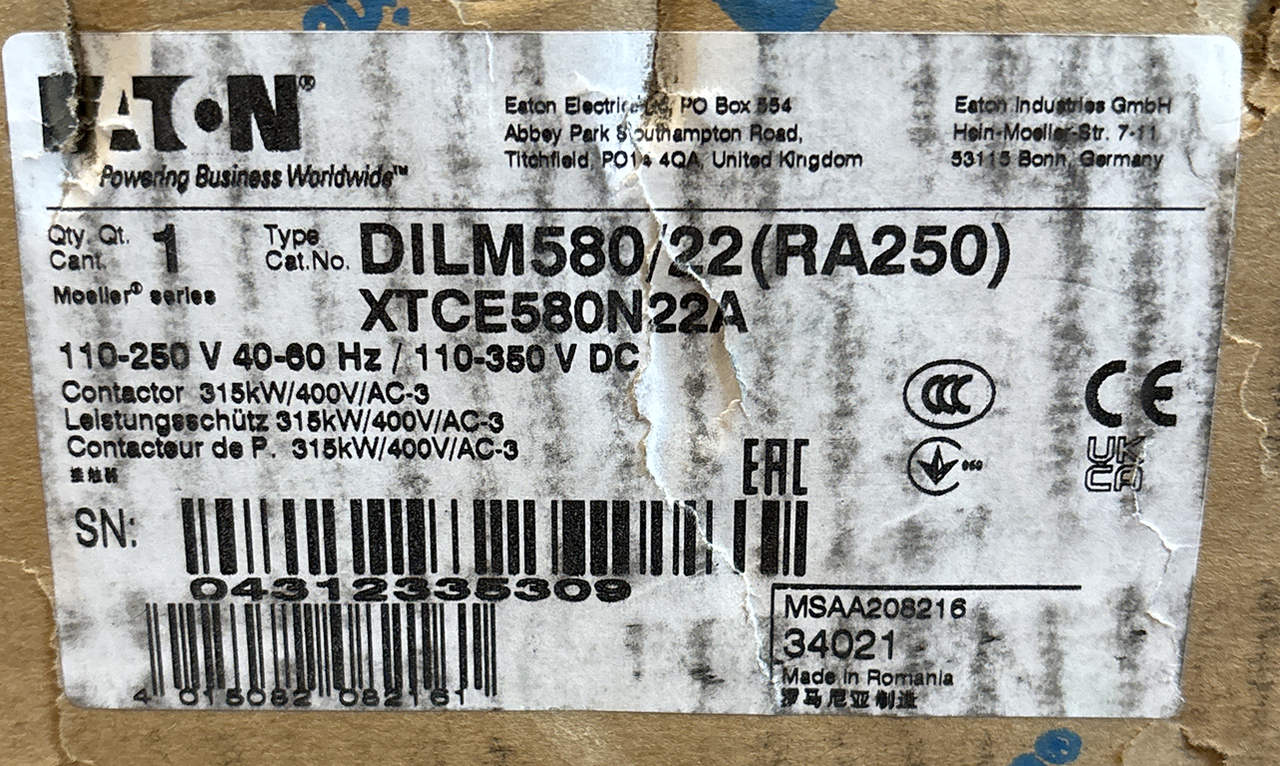 EATON®
Powering Business Worldwide™
Eaton Electric Ltd, PO Box 554
Abbey Park Southampton Road,
Titchfield, PO14 4QA, United Kingdom
Eaton Industries GmbH
Hein-Moeller-Str. 7-11
53115 Bonn, Germany
Qty. Qt.
Cant.
1
Type
Cat.No.
DILM580/22(RA250)
Moeller® series
XTCE580N22A
110-250 V 40-60 Hz / 110-350 V DC
Contactor 315kW/400V/AC-3
Leistungsschütz 315kW/400V/AC-3
Contacteur de P. 315kW/400V/AC-3
接触器
CCC
CE
EAC
UK
CA
SN:
04312335309
4 015082 082161
MSAA208216
34021
Made in Romania
罗马尼亚制造